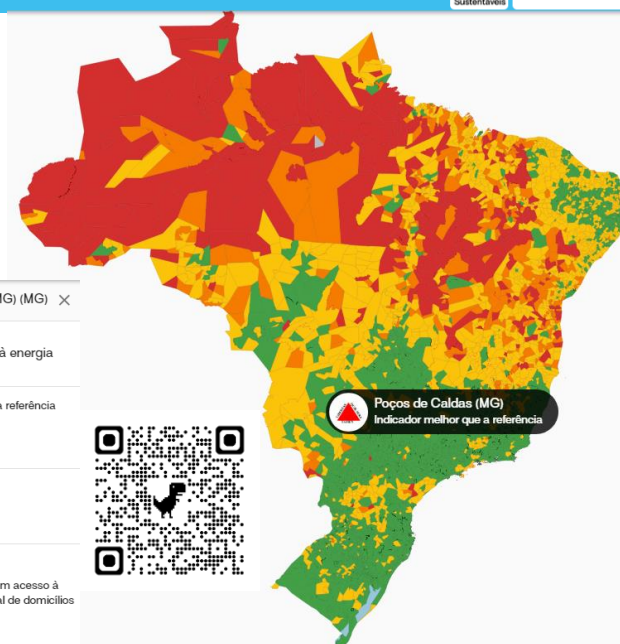 Sustentáveis
MG) (MG) ×
à energia
a referência
m acesso à
al de domicílios
Poços de Caldas (MG)
Indicador melhor que a referência